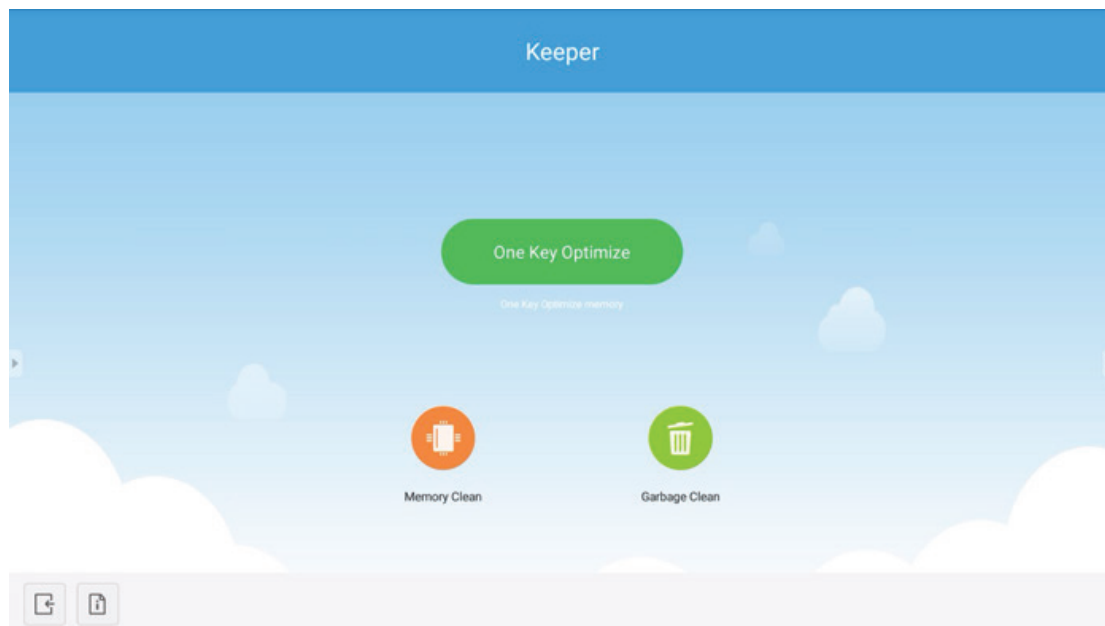 Keeper
One Key Optimize
One Key Optimize memory
Memory Clean
Garbage Clean